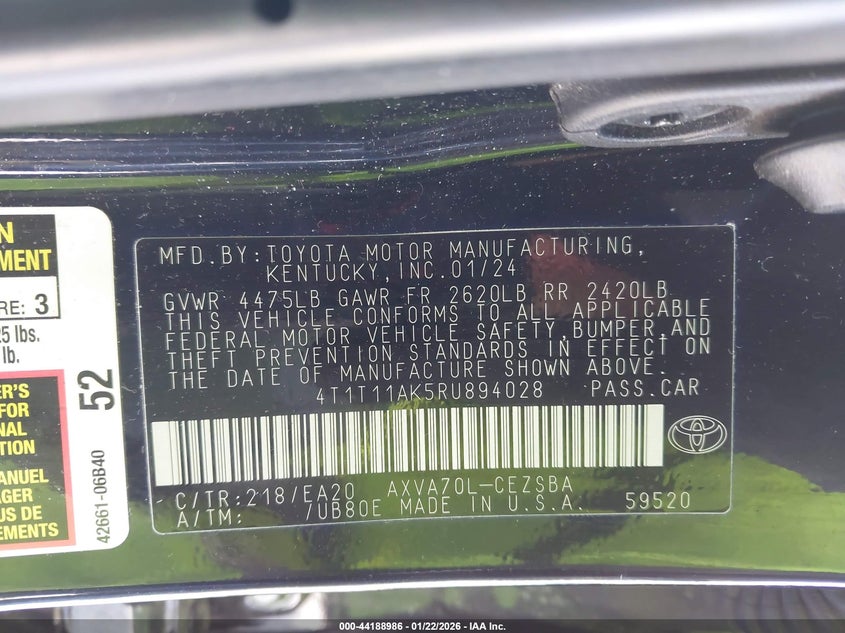 N
EMENT
RE: 3
25 lbs.
lb.
52
42661-06B40
R'S
FOR
NAL
TION
MANUEL
AGER
US DE
EMENTS
MFD.BY:TOYOTA MOTOR MANUFACTURING,
KENTUCKY,INC.01/24
GVWR 4475LB GAWR FR 2620LB RR 2420LB
THIS VEHICLE CONFORMS TO ALL APPLICABLE
FEDERAL MOTOR VEHICLE SAFETY,BUMPER,AND
THEFT PREVENTION STANDARDS IN EFFECT ON
THE DATE OF MANUFACTURE SHOWN ABOVE.
4T1T11AK5RU894028 PASS.CAR
C/TR:218/EA20 AXVA70L-CEZSBA
A/TM: 7UB80E MADE IN U.S.A. 59520
000-44188986 - 01/22/2026 - IAA Inc.